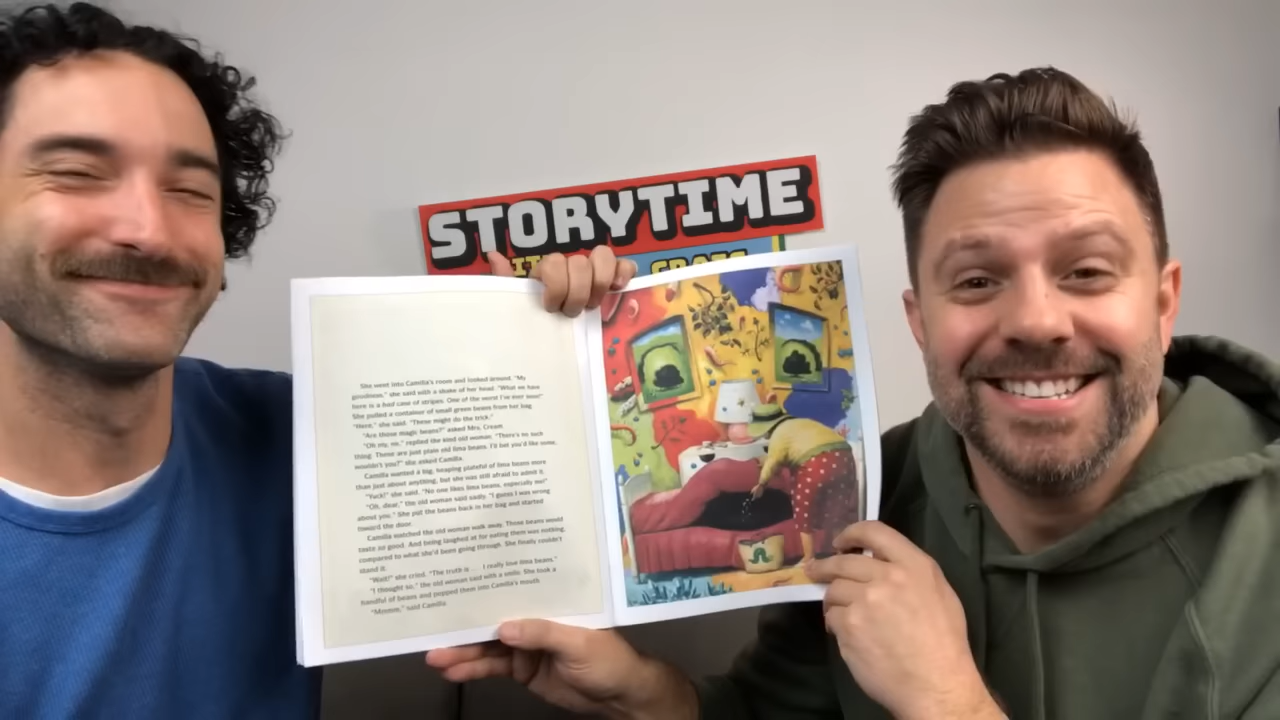 STORYTIME
She went into Camilla's room and looked around. "My
goodness," she said with a shake of her head. "What we have
here is a bad case of stripes. One of the worst I've ever seen!"
She pulled a container of small green beans from her bag.
"Here," she said. "These might do the trick."
"Are those magic beans?" asked Mrs. Cream.
"Oh my, no," replied the kind old woman. "There's no such
thing. These are just plain old lima beans. I'll bet you'd like some,
wouldn't you?" she asked Camilla.
Camilla wanted a big, heaping plateful of lima beans more
than just about anything, but she was still afraid to admit it.
"Yuck!" she said. "No one likes lima beans, especially me!"
"Oh, dear," the old woman said sadly. "I guess I was wrong
about you." She put the beans back in her bag and started
toward the door.
Camilla watched the old woman walk away. Those beans would
taste so good. And being laughed at for eating them was nothing,
compared to what she'd been going through. She finally couldn't
stand it.
"Wait!" she cried. "The truth is . . . I really love lima beans."
"I thought so," the old woman said with a smile. She took a
handful of beans and popped them into Camilla's mouth.
"Mmmm," said Camilla.